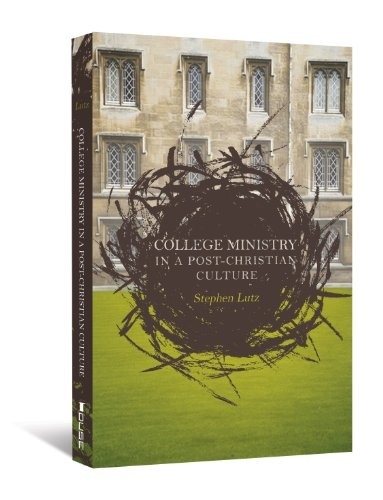 COLLEGE MINISTRY
IN A POST-CHRISTIAN
CULTURE
Stephen Lutz
Lutz
COLLEGE MINISTRY IN A POST-CHRISTIAN CULTURE